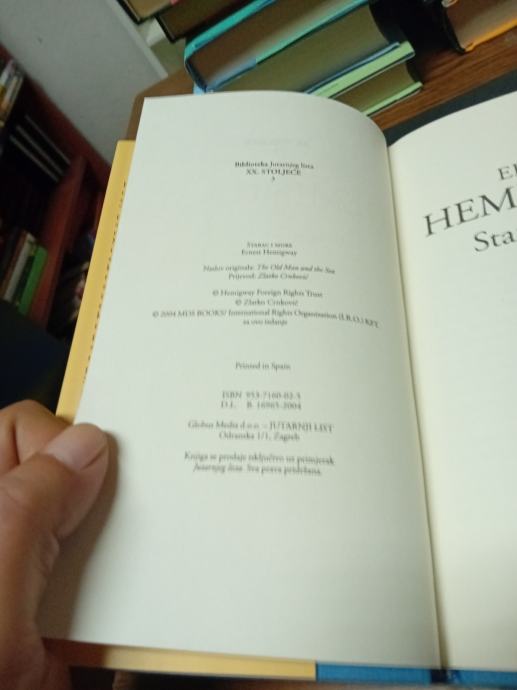 Biblioteka Jutarnjeg lista
XX. STOLJEĆE
3
STARAC I MORE
Ernest Hemigway
Naslov originala: The Old Man and the Sea
Prijevod: Zlatko Crnković
© Hemigway Foreign Rights Trust
© Zlatko Crnković
© 2004 MDS BOOKS/ International Rights Organization (I.R.O.) KFT,
za ovo izdanje
Printed in Spain
ISBN 953-7160-02-5
D.L. B. 16965-2004
Globus Media d.o.o. – JUTARNJI LIST
Odranska 1/1, Zagreb
Knjiga se prodaje isključivo uz primjerak
Jutarnjeg lista. Sva prava pridržana.
HEM
Sta